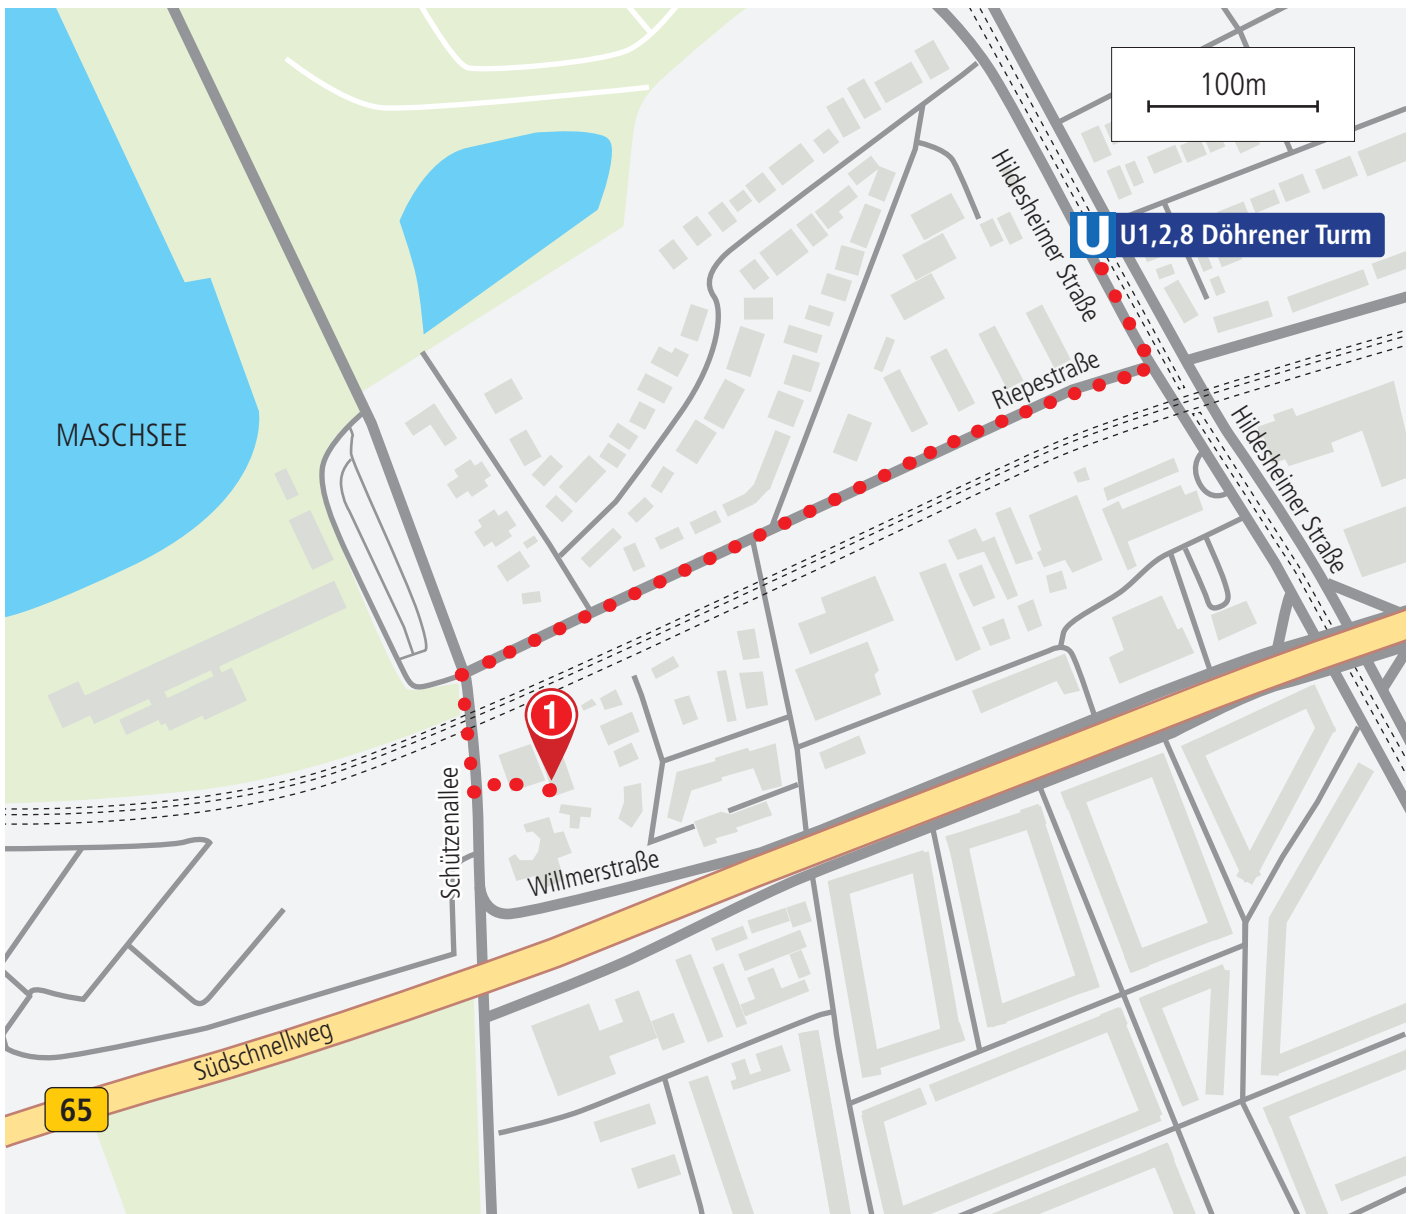 100m
Hildesheimer Straße
U U1,2,8 Döhrener Turm
Riepestraße
Hildesheimer Straße
MASCHSEE
1
Schützenallee
Willmerstraße
Südschnellweg
65